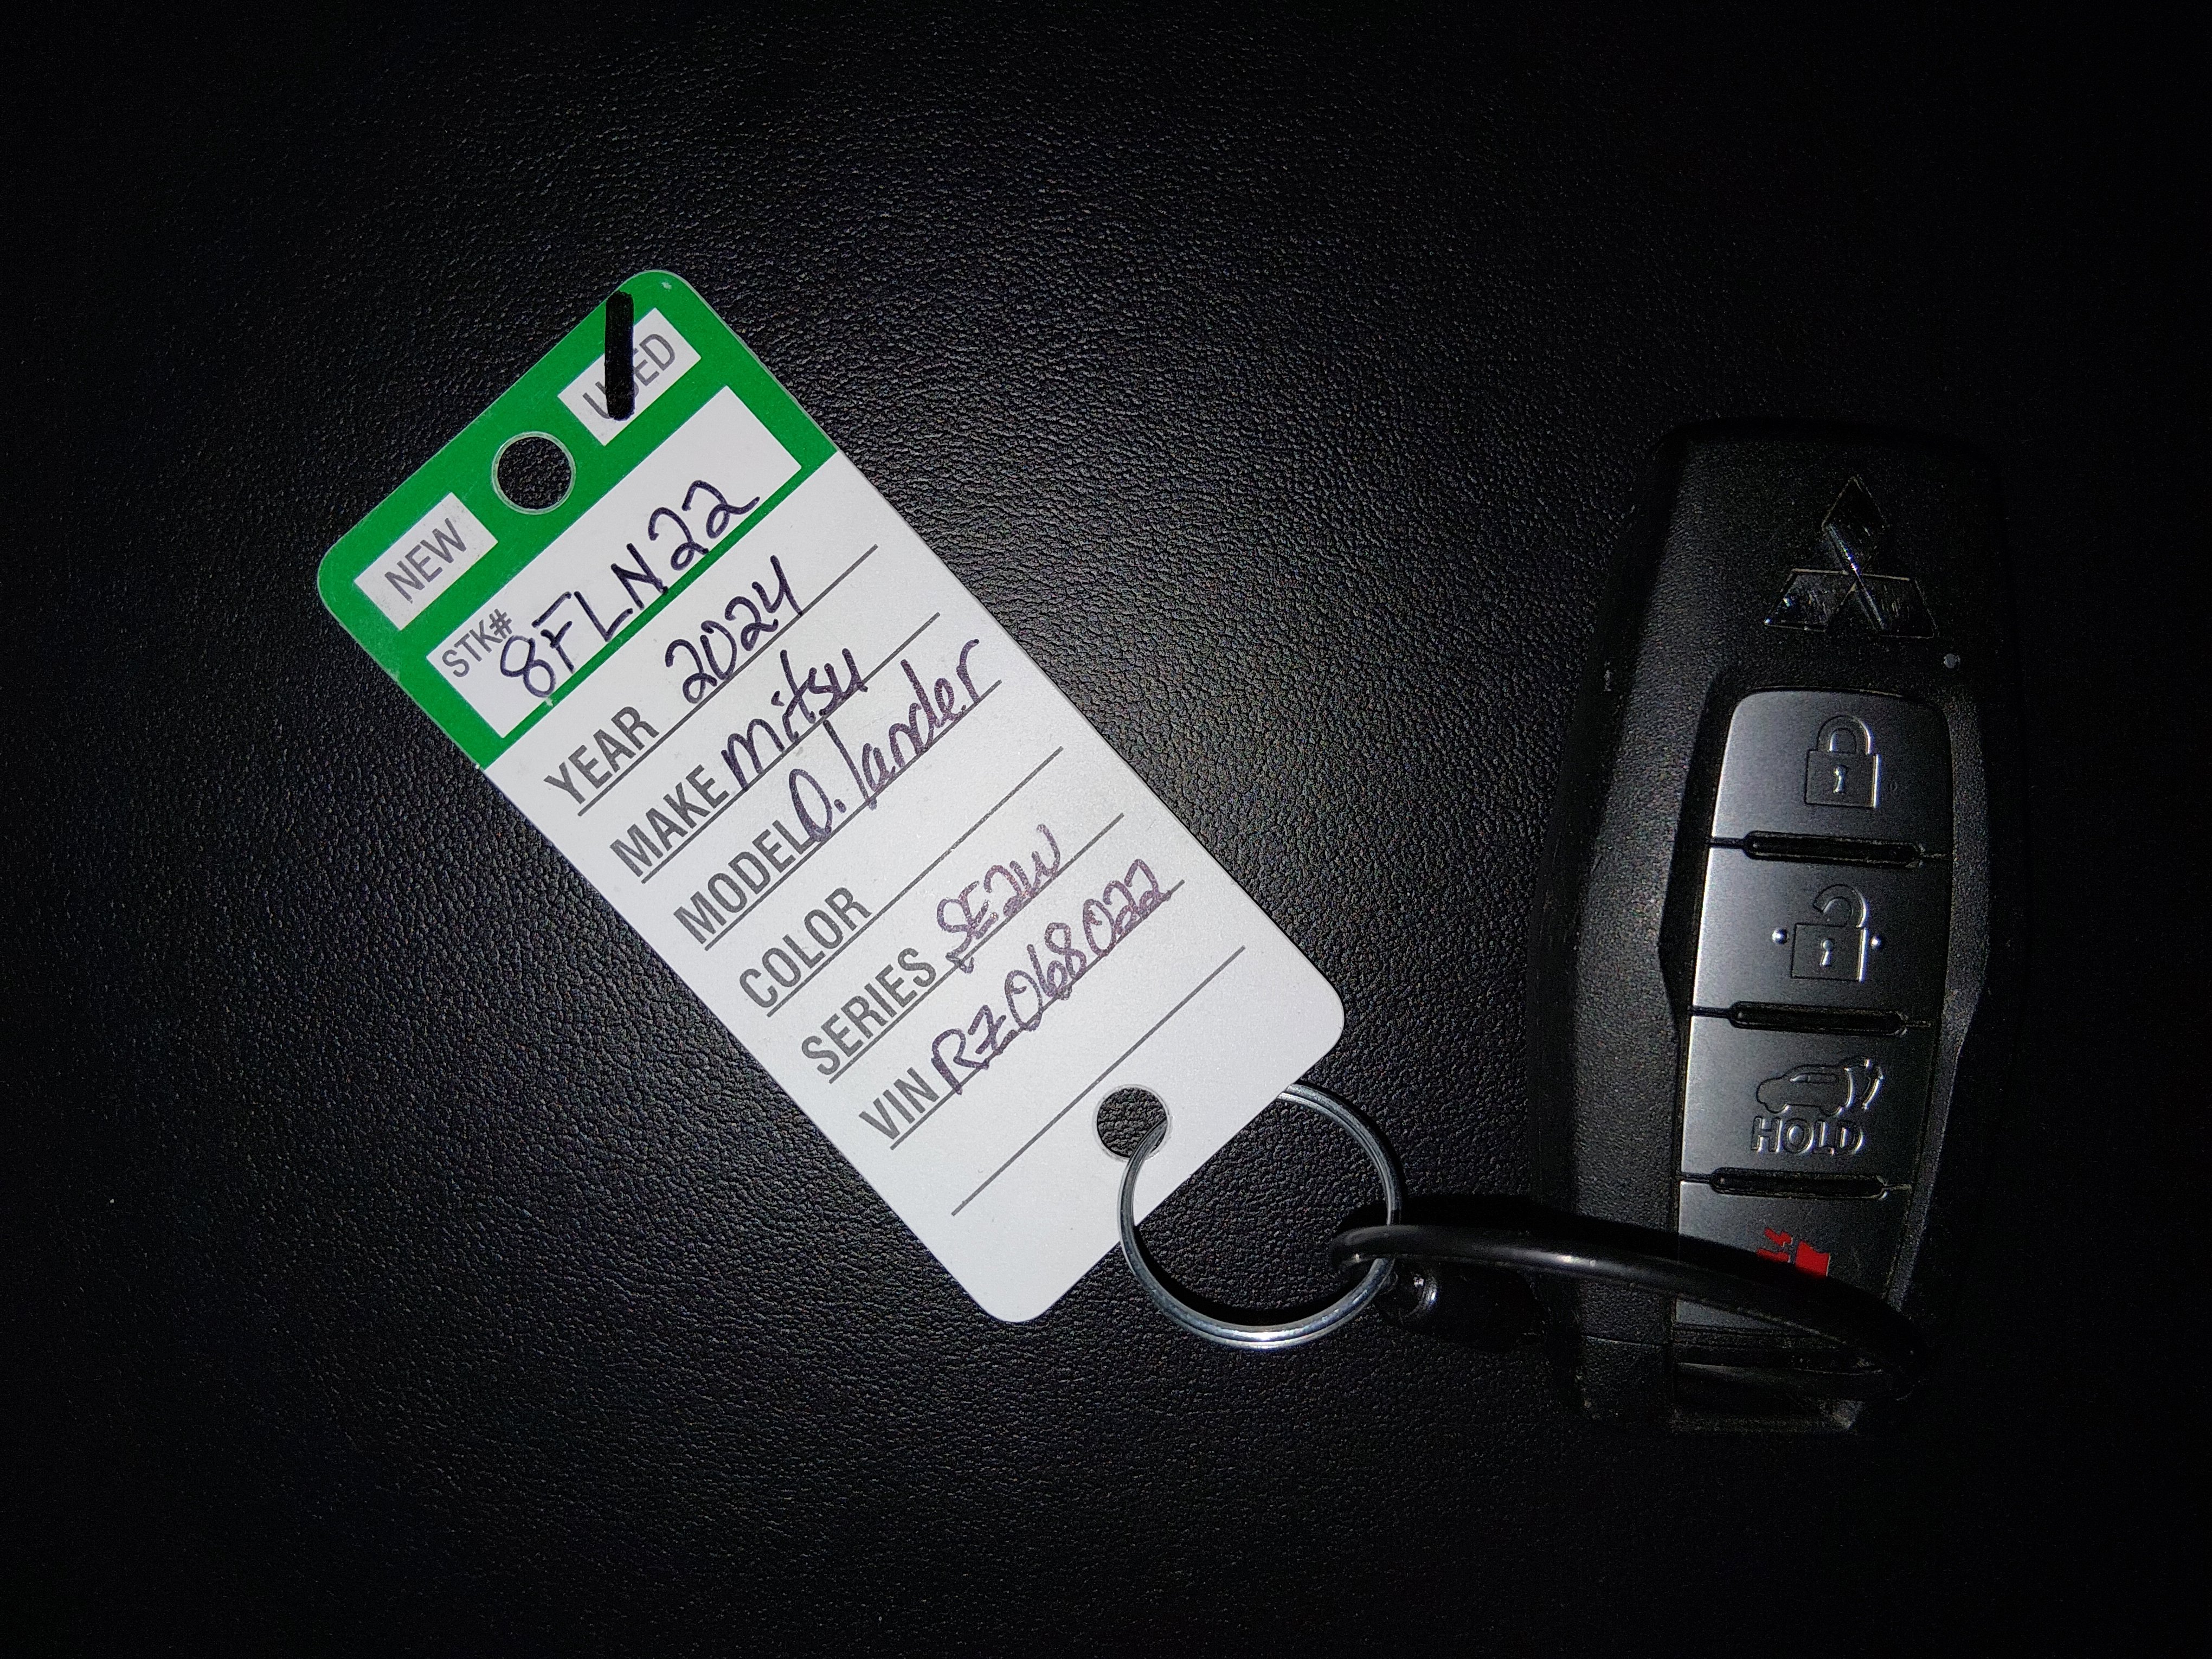 NEW USED
STK# 8FLN22
YEAR 2024
MAKE mitsu
MODEL O.lander
COLOR
SERIES SE2W
VIN RZ068022
HOLD